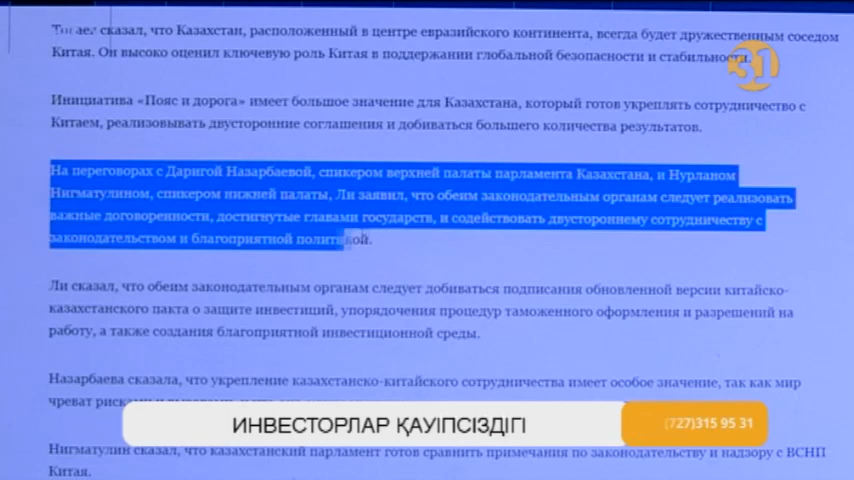 Токаев сказал, что Казахстан, расположенный в центре евразийского континента, всегда будет дружественным соседом
Китая. Он высоко оценил ключевую роль Китая в поддержании глобальной безопасности и стабильности.
31
Инициатива «Пояс и дорога» имеет большое значение для Казахстана, который готов укреплять сотрудничество с
Китаем, реализовывать двусторонние соглашения и добиваться большего количества результатов.
На переговорах с Даригой Назарбаевой, спикером верхней палаты парламента Казахстана, и Нурланом
Нигматулином, спикером нижней палаты, Ли заявил, что обеим законодательным органам следует реализовать
важные договоренности, достигнутые главами государств, и содействовать двустороннему сотрудничеству с
законодательством и благоприятной политикой.
Ли сказал, что обеим законодательным органам следует добиваться подписания обновленной версии китайско-
казахстанского пакта о защите инвестиций, упорядочения процедур таможенного оформления и разрешений на
работу, а также создания благоприятной инвестиционной среды.
Назарбаева сказала, что укрепление казахстанско-китайского сотрудничества имеет особое значение, так как мир
чреват
ИНВЕСТОРЛАР ҚАУІПСІЗДІГІ
(727)315 95 31
Нигматулин сказал, что казахстанский парламент готов сравнить примечания по законодательству и надзору с ВСНП
Китая.